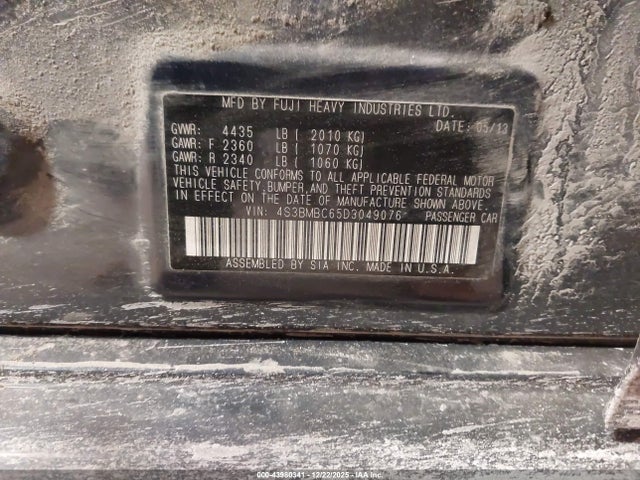 MFD BY FUJI HEAVY INDUSTRIES LTD.
DATE: 05/13
GVWR: 4435 LB [ 2010 KG]
GAWR: F 2360 LB [ 1070 KG]
GAWR: R 2340 LB [ 1060 KG]
THIS VEHICLE CONFORMS TO ALL APPLICABLE FEDERAL MOTOR
VEHICLE SAFETY, BUMPER, AND THEFT PREVENTION STANDARDS
IN EFFECT ON THE DATE OF MANUFACTURE SHOWN ABOVE.
VIN: 4S3BMBC65D3049076 PASSENGER CAR
ASSEMBLED BY SIA INC. MADE IN U.S.A.
000-43980341 - 12/22/2025 - IAA Inc.